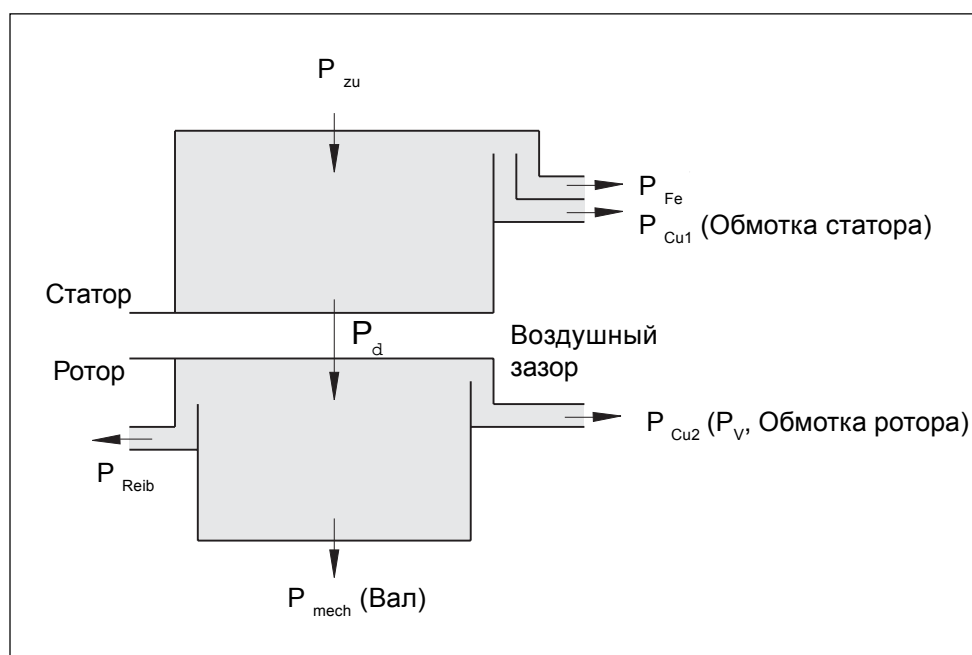 P zu
P Fe
P Cu1 (Обмотка статора)
Статор
P d
Воздушный
зазор
Ротор
P Cu2 (P V, Обмотка ротора)
P Reib
P mech (Вал)